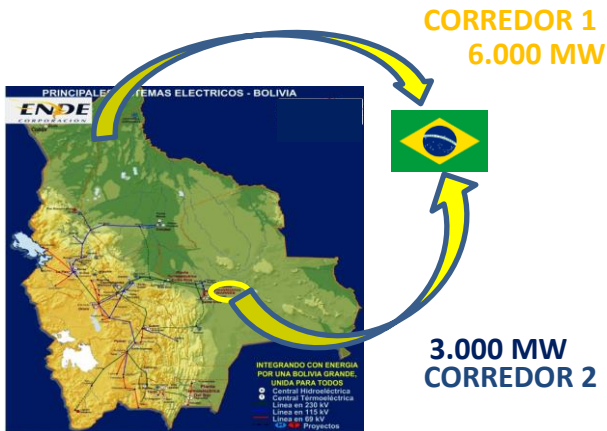 CORREDOR 1
6.000 MW
PRINCIPALES TEMAS ELECTRICOS - BOLIVIA
ENDE
CORPORACION
3.000 MW
CORREDOR 2
INTEGRANDO CON ENERGIA
POR UNA BOLIVIA GRANDE,
UNIDA PARA TODOS
Central Hidroeléctrica
Central Térmoeléctrica
Línea en 230 kV
Línea en 115 kV
Línea en 69 kV
Proyectos